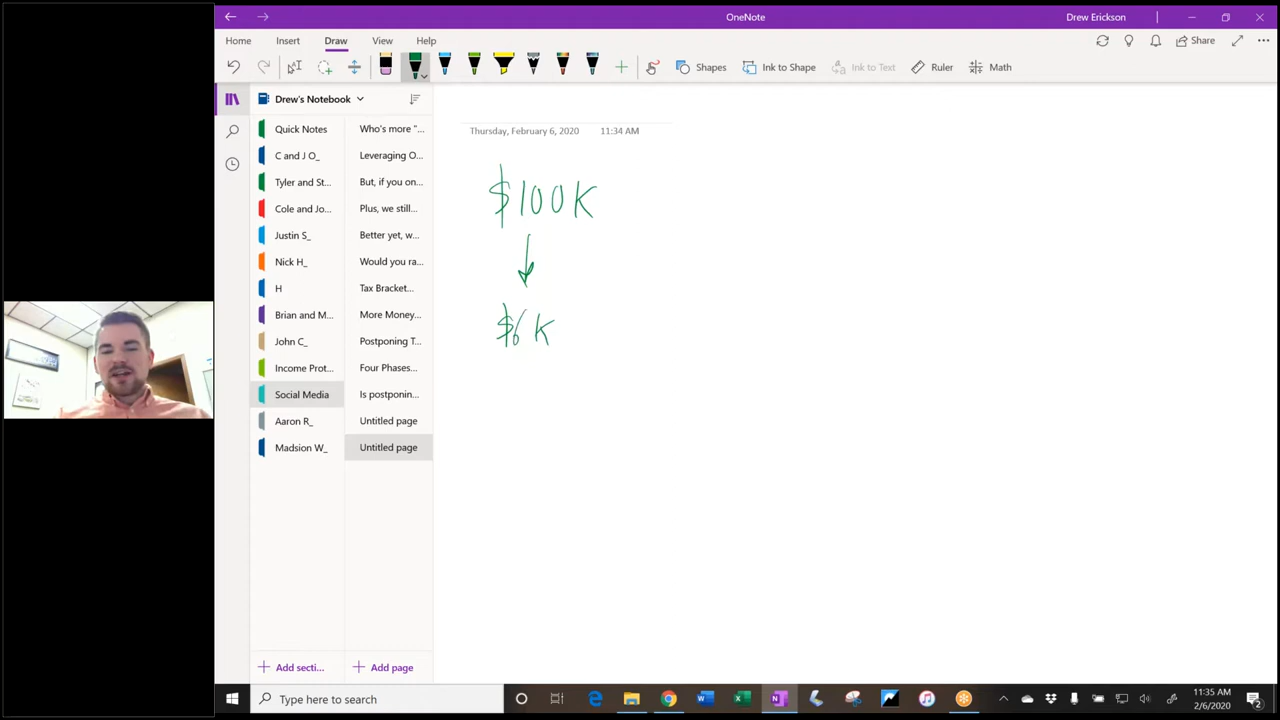 OneNote
Drew Erickson
Home Insert Draw View Help
Share
Shapes Ink to Shape Ink to Text Ruler Math
Drew's Notebook
Quick Notes
C and J O_
Tyler and St...
Cole and Jo...
Justin S_
Nick H_
H
Brian and M...
John C_
Income Prot...
Social Media
Aaron R_
Madsion W_
Add secti...
Who's more "...
Leveraging O...
But, if you on...
Plus, we still...
Better yet, w...
Would you ra...
Tax Bracket...
More Money...
Postponing T...
Four Phases...
Is postponin...
Untitled page
Untitled page
Add page
Thursday, February 6, 2020 11:34 AM
$100K
$6K
Type here to search
11:35 AM
2/6/2020
2